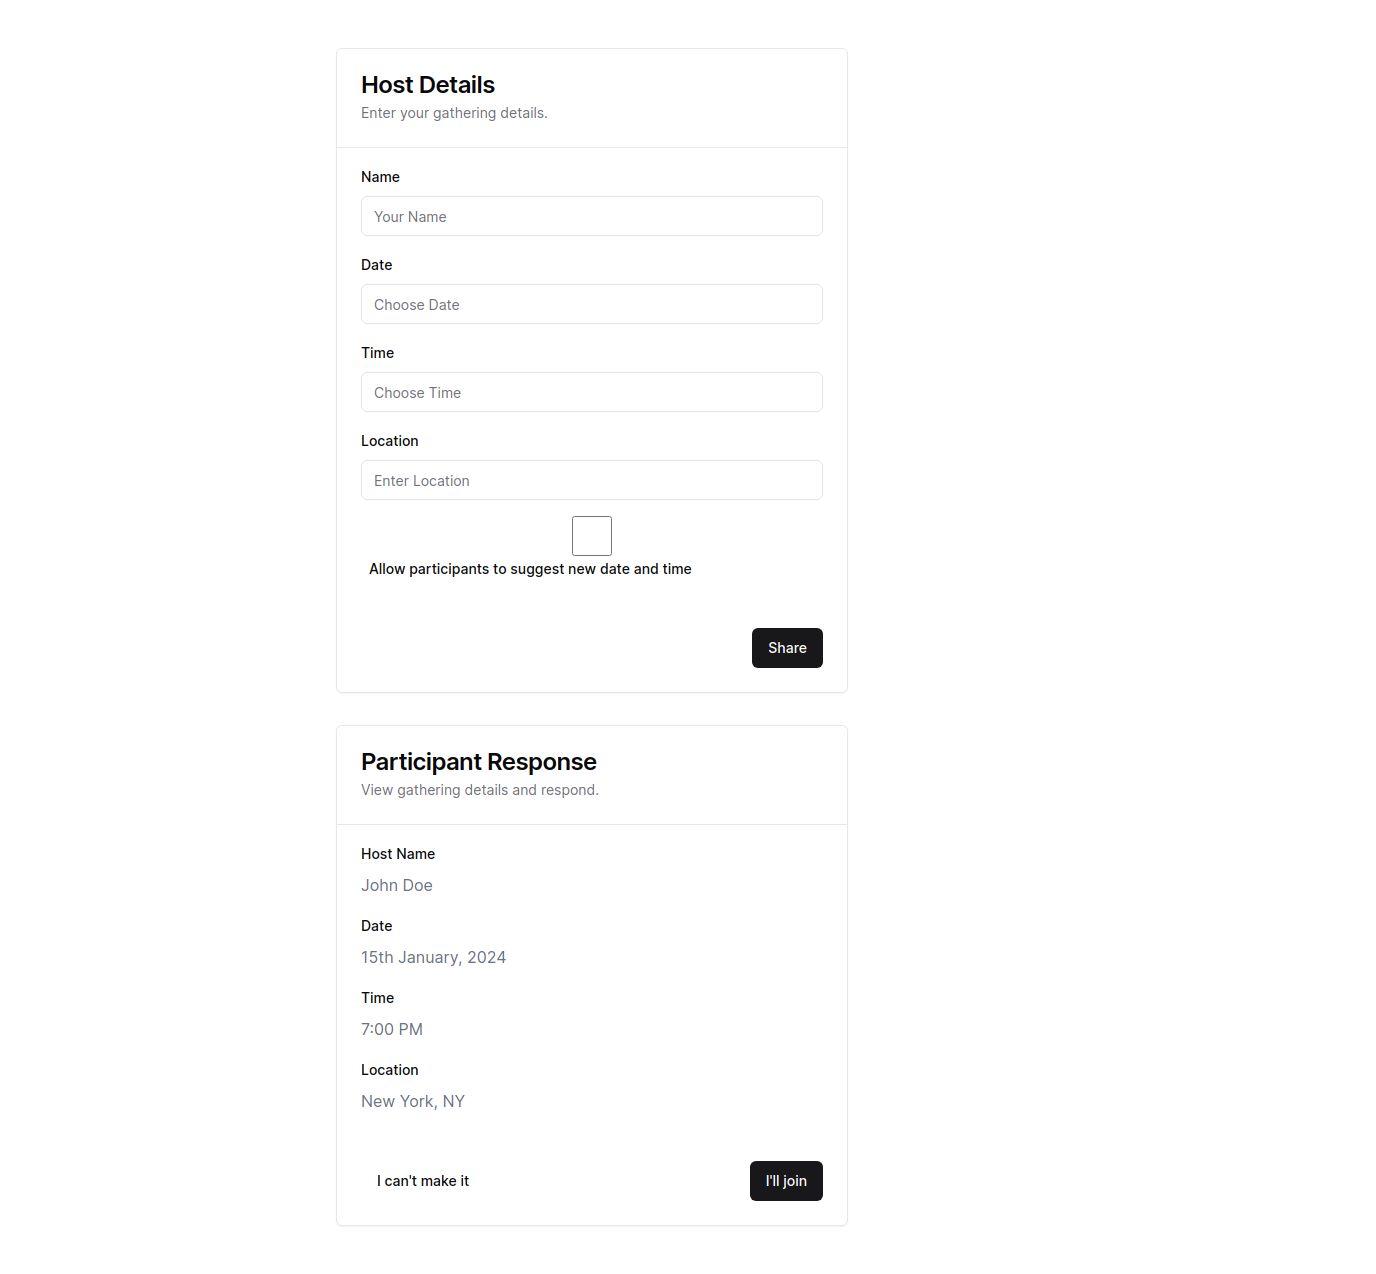 Host Details
Enter your gathering details.
Name
Your Name
Date
Choose Date
Time
Choose Time
Location
Enter Location
Allow participants to suggest new date and time
Share
Participant Response
View gathering details and respond.
Host Name
John Doe
Date
15th January, 2024
Time
7:00 PM
Location
New York, NY
I can't make it
I'll join